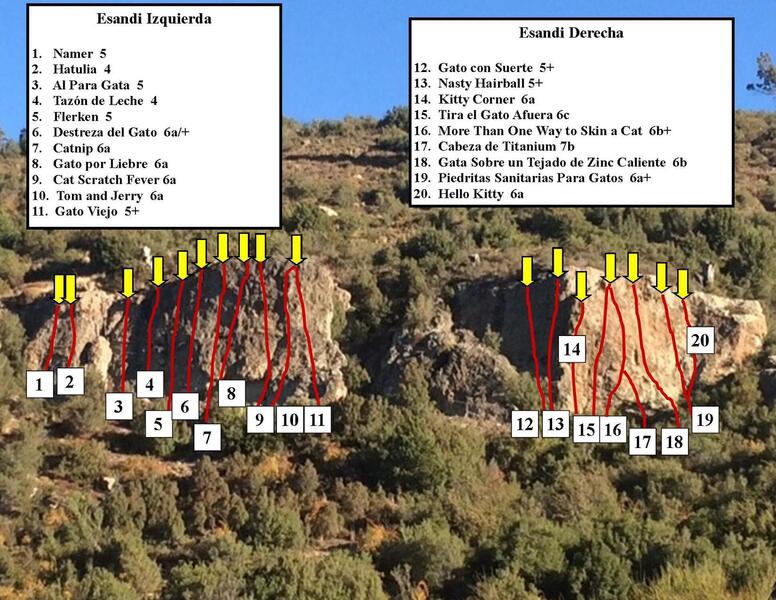 Esandi Izquierda
1. Namer 5
2. Hatulia 4
3. Al Para Gata 5
4. Tazón de Leche 4
5. Flerken 5
6. Destreza del Gato 6a/+
7. Catnip 6a
8. Gato por Liebre 6a
9. Cat Scratch Fever 6a
10. Tom and Jerry 6a
11. Gato Viejo 5+
Esandi Derecha
12. Gato con Suerte 5+
13. Nasty Hairball 5+
14. Kitty Corner 6a
15. Tira el Gato Afuera 6c
16. More Than One Way to Skin a Cat 6b+
17. Cabeza de Titanium 7b
18. Gata Sobre un Tejado de Zinc Caliente 6b
19. Piedritas Sanitarias Para Gatos 6a+
20. Hello Kitty 6a
1
2
3
4
5
6
7
8
9
10
11
12
13
14
15
16
17
18
19
20